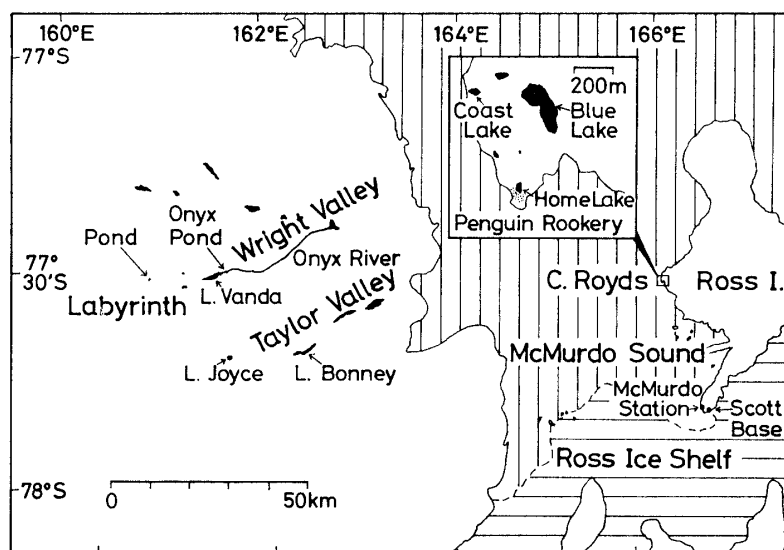 160°E
162°E
164°E
166°E
77°S
200m
Coast
Lake
Blue
Lake
Home Lake
Penguin Rookery
Onyx
Pond
Wright Valley
Pond
Onyx River
77°
30'S
Labyrinth
L. Vanda
C. Royds
Ross I.
Taylor Valley
McMurdo Sound
L. Joyce
L. Bonney
McMurdo
Station
Scott
Base
Ross Ice Shelf
78°S
0
50km